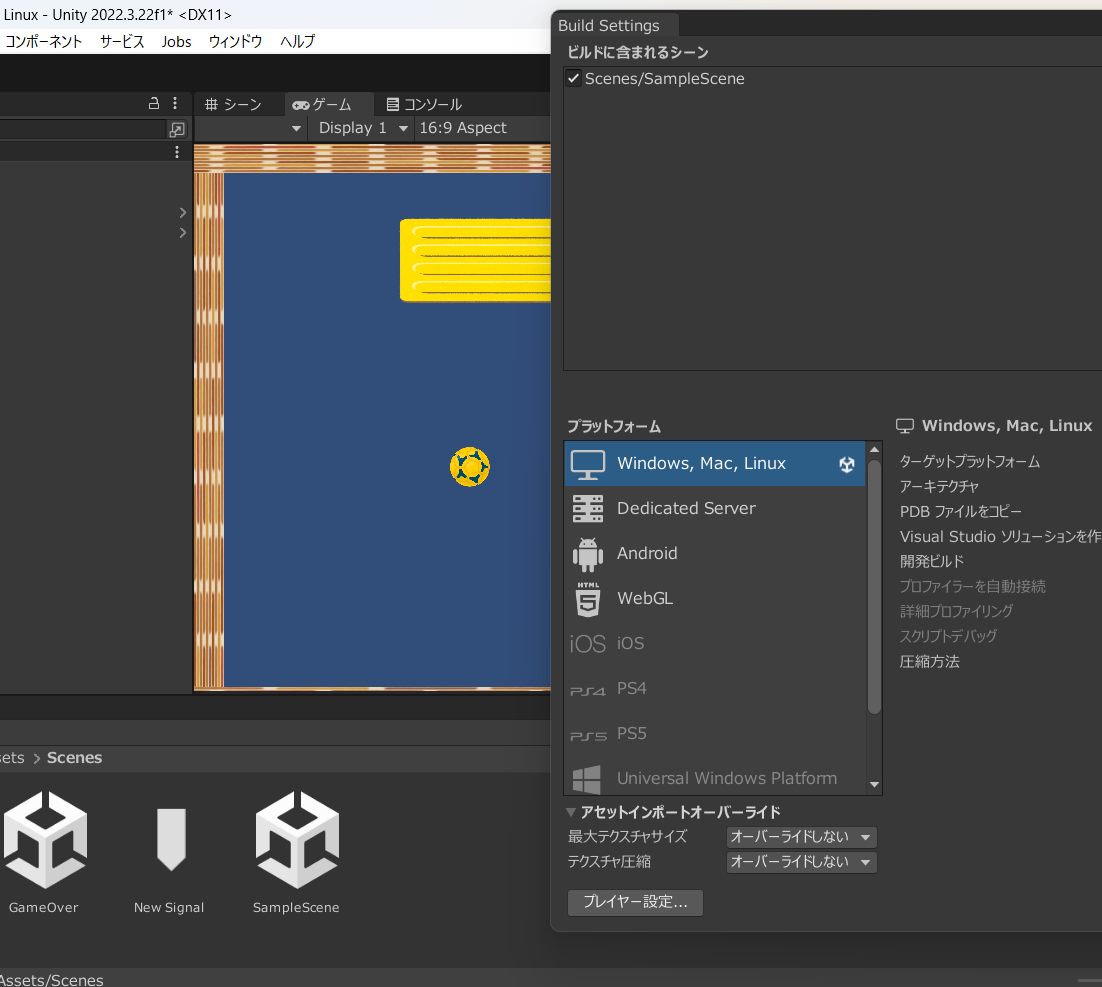 Linux - Unity 2022.3.22f1* <DX11>
コンポーネント サービス Jobs ウィンドウ ヘルプ
シーン ゲーム コンソール
Display 1 16:9 Aspect
Build Settings
ビルドに含まれるシーン
Scenes/SampleScene
プラットフォーム
Windows, Mac, Linux
Dedicated Server
Android
HTML
5
WebGL
iOS iOS
PS4 PS4
PS5 PS5
Universal Windows Platform
Windows, Mac, Linux
ターゲットプラットフォーム
アーキテクチャ
PDB ファイルをコピー
Visual Studio ソリューションを作
開発ビルド
プロファイラーを自動接続
詳細プロファイリング
スクリプトデバッグ
圧縮方法
アセットインポートオーバーライド
最大テクスチャサイズ オーバーライドしない
テクスチャ圧縮 オーバーライドしない
プレイヤー設定...
sets > Scenes
GameOver New Signal SampleScene
Assets/Scenes